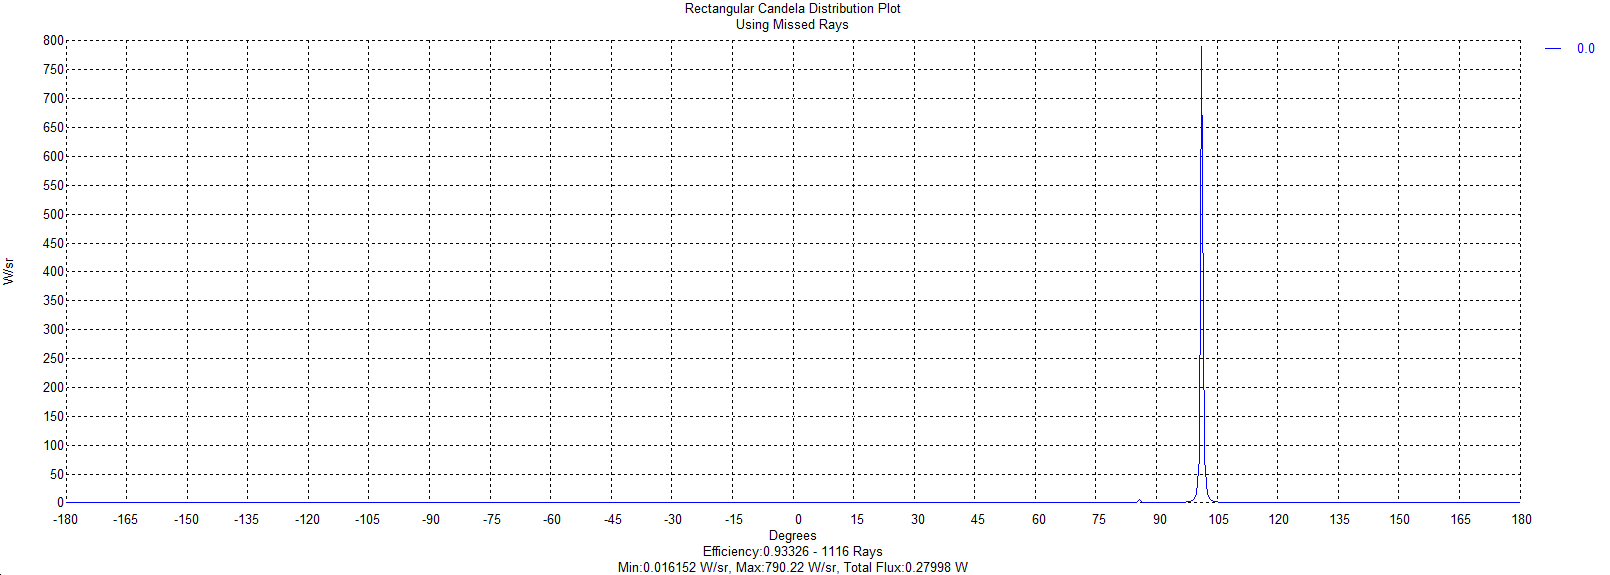 Rectangular Candela Distribution Plot
Using Missed Rays
800
750
700
650
600
550
500
450
400
350
300
250
200
150
100
50
0
W/sr
0.0
-180 -165 -150 -135 -120 -105 -90 -75 -60 -45 -30 -15 0 15 30 45 60 75 90 105 120 135 150 165 180
Degrees
Efficiency:0.93326 - 1116 Rays
Min:0.016152 W/sr, Max:790.22 W/sr, Total Flux:0.27998 W